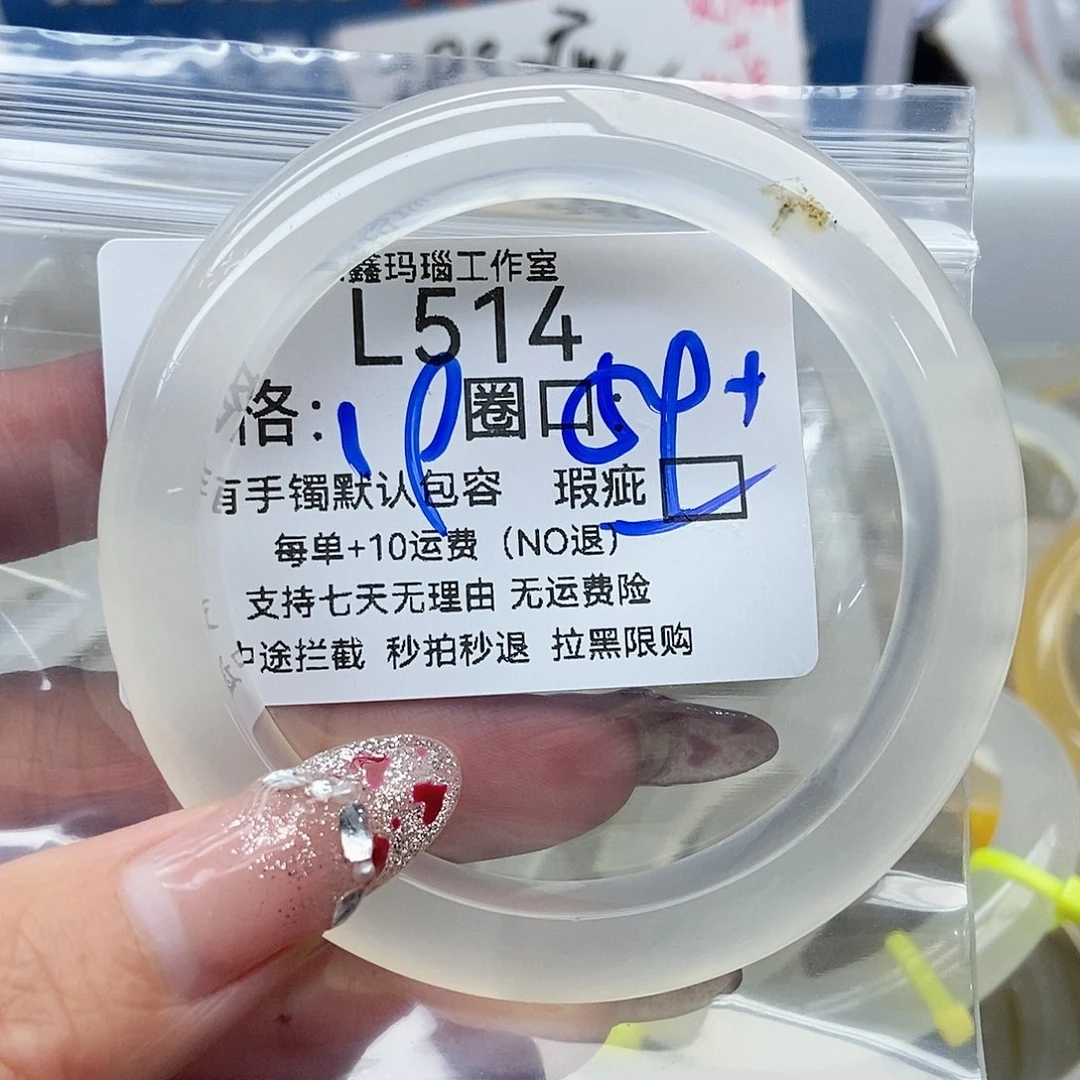 鑫玛瑙工作室
L514
格： 圈口：
有手镯默认包容 瑕疵
每单+10运费（NO退）
支持七天无理由 无运费险
中途拦截 秒拍秒退 拉黑限购